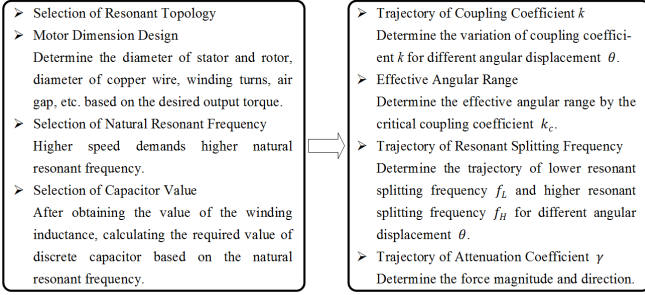 ➢ Selection of Resonant Topology
➢ Motor Dimension Design
Determine the diameter of stator and rotor,
diameter of copper wire, winding turns, air
gap, etc. based on the desired output torque.
➢ Selection of Natural Resonant Frequency
Higher speed demands higher natural
resonant frequency.
➢ Selection of Capacitor Value
After obtaining the value of the winding
inductance, calculating the required value of
discrete capacitor based on the natural
resonant frequency.
➢ Trajectory of Coupling Coefficient k
Determine the variation of coupling coeffici-
ent k for different angular displacement θ.
➢ Effective Angular Range
Determine the effective angular range by the
critical coupling coefficient k_c.
➢ Trajectory of Resonant Splitting Frequency
Determine the trajectory of lower resonant
splitting frequency f_L and higher resonant
splitting frequency f_H for different angular
displacement θ.
➢ Trajectory of Attenuation Coefficient γ
Determine the force magnitude and direction.